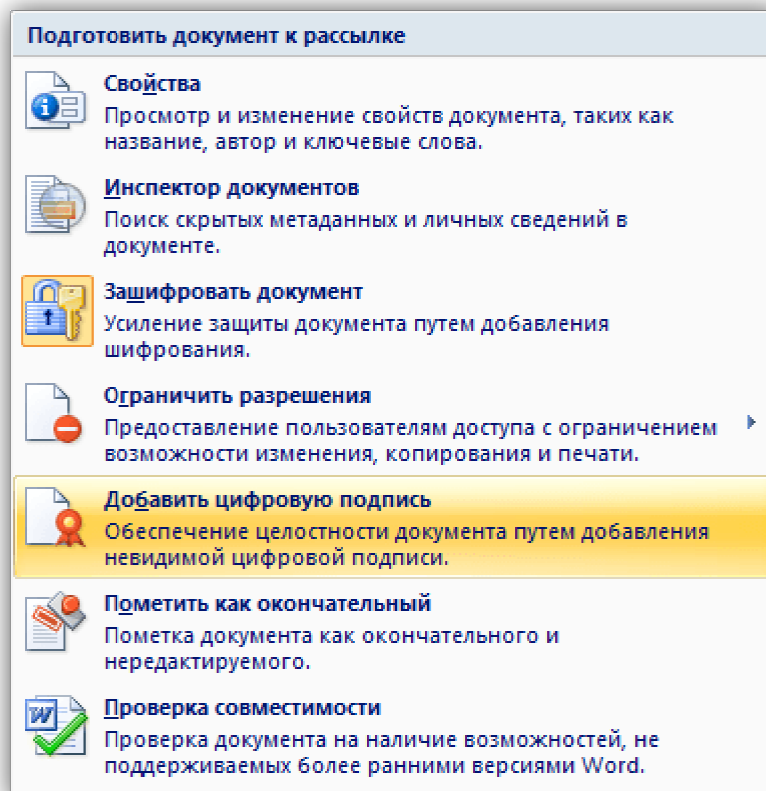 Подготовить документ к рассылке
Свойства
Просмотр и изменение свойств документа, таких как
название, автор и ключевые слова.
Инспектор документов
Поиск скрытых метаданных и личных сведений в
документе.
Зашифровать документ
Усиление защиты документа путем добавления
шифрования.
Ограничить разрешения
Предоставление пользователям доступа с ограничением
возможности изменения, копирования и печати.
Добавить цифровую подпись
Обеспечение целостности документа путем добавления
невидимой цифровой подписи.
Пометить как окончательный
Пометка документа как окончательного и
нередактируемого.
Проверка совместимости
Проверка документа на наличие возможностей, не
поддерживаемых более ранними версиями Word.